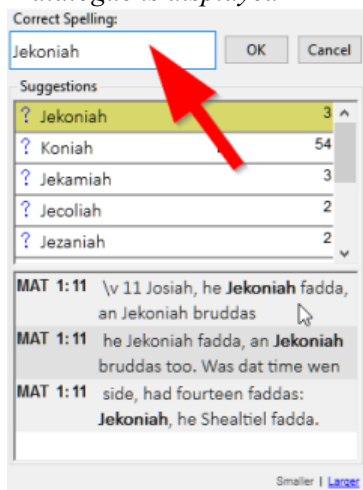 Correct Spelling:
Jekoniah OK Cancel
Suggestions
? Jekoniah 3
? Koniah 54
? Jekamiah 3
? Jecoliah 2
? Jezaniah 2
MAT 1:11 \v 11 Josiah, he Jekoniah fadda,
an Jekoniah bruddas
MAT 1:11 he Jekoniah fadda, an Jekoniah
bruddas too. Was dat time wen
MAT 1:11 side, had fourteen faddas:
Jekoniah, he Shealtiel fadda.
Smaller | Larger